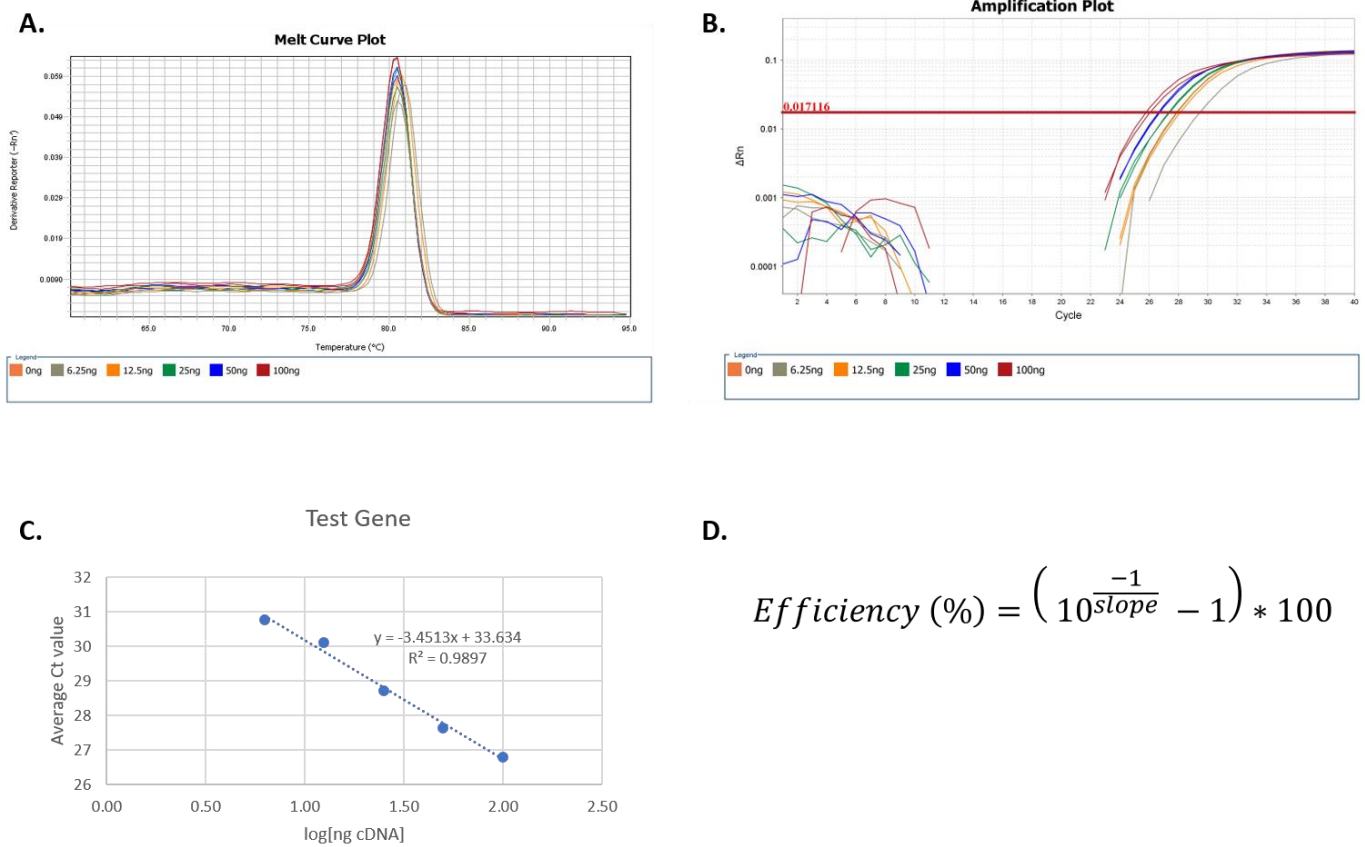 A.
Melt Curve Plot
Derivative Reporter (−Rn')
0.059
0.049
0.039
0.029
0.019
0.0090
65.0 70.0 75.0 80.0 85.0 90.0 95.0
Temperature (°C)
Legend
0ng 6.25ng 12.5ng 25ng 50ng 100ng
B.
Amplification Plot
ΔRn
0.1
0.017116
0.01
0.001
0.0001
2 4 6 8 10 12 14 16 18 20 22 24 26 28 30 32 34 36 38 40
Cycle
Legend
0ng 6.25ng 12.5ng 25ng 50ng 100ng
C.
Test Gene
Average Ct value
32
31
30
29
28
27
26
y = -3.4513x + 33.634
R² = 0.9897
0.00 0.50 1.00 1.50 2.00 2.50
log[ng cDNA]
D.
Efficiency (%) = (10^(-1/slope) − 1) * 100